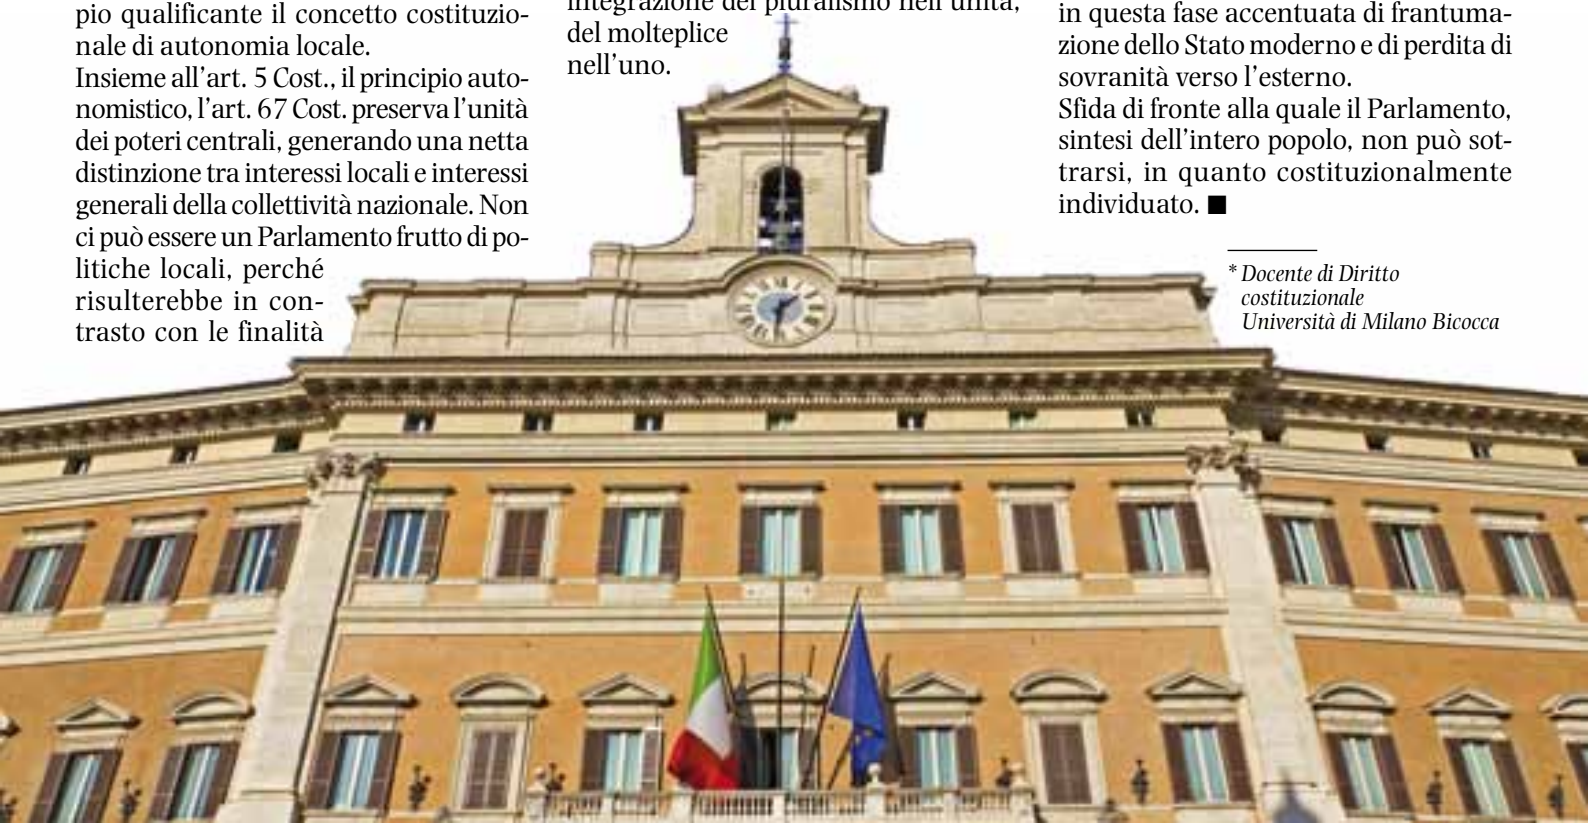 pio qualificante il concetto costituzio-
nale di autonomia locale.
Insieme all'art. 5 Cost., il principio auto-
nomistico, l'art. 67 Cost. preserva l'unità
dei poteri centrali, generando una netta
distinzione tra interessi locali e interessi
generali della collettività nazionale. Non
ci può essere un Parlamento frutto di po-
litiche locali, perché
risulterebbe in con-
trasto con le finalità
integrazione del pluralismo nell'unità,
del molteplice
nell'uno.
in questa fase accentuata di frantuma-
zione dello Stato moderno e di perdita di
sovranità verso l'esterno.
Sfida di fronte alla quale il Parlamento,
sintesi dell'intero popolo, non può sot-
trarsi, in quanto costituzionalmente
individuato. ■
* Docente di Diritto
costituzionale
Università di Milano Bicocca